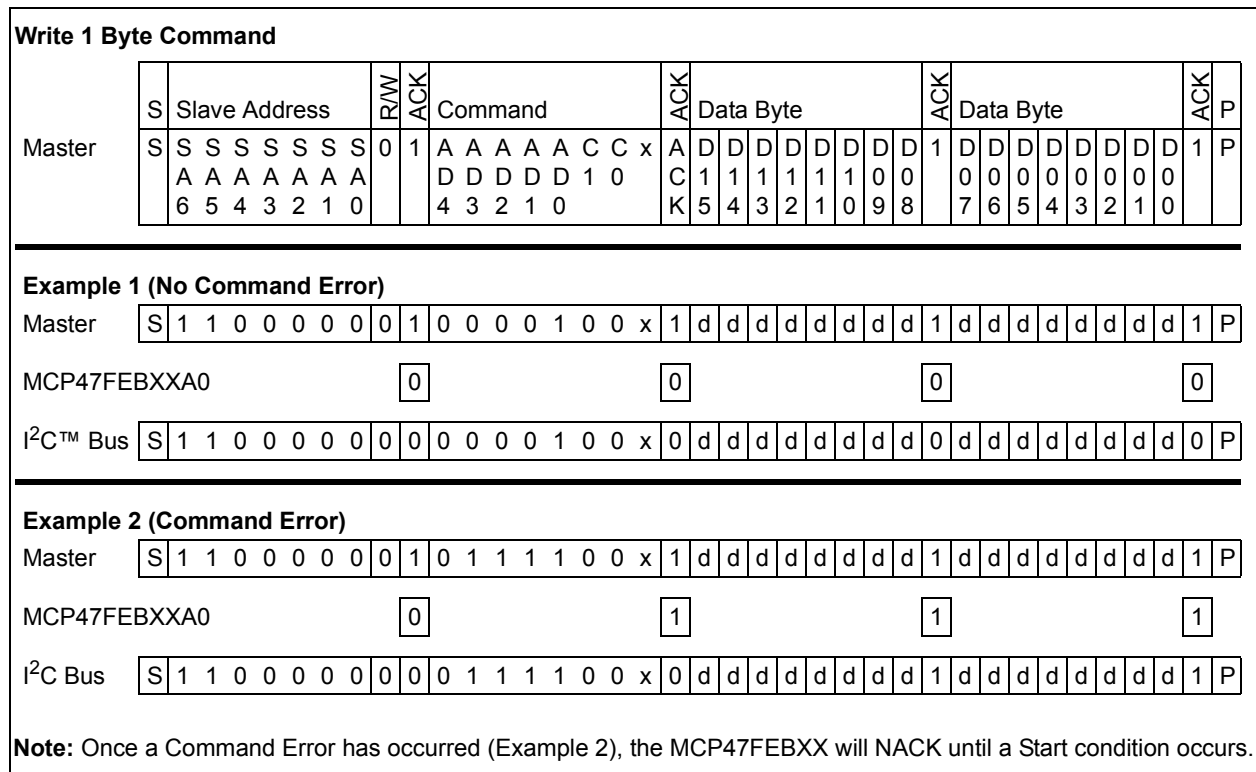 Write 1 Byte Command
S Slave Address R/W ACK Command ACK Data Byte ACK Data Byte ACK P
Master S S S S S S S S 0 1 A A A A A C C x A D D D D D D D D 1 D D D D D D D D 1 P
A A A A A A A D D D D D 1 0 C 1 1 1 1 1 1 0 0 0 0 0 0 0 0 0 0
6 5 4 3 2 1 0 4 3 2 1 0 K 5 4 3 2 1 0 9 8 7 6 5 4 3 2 1 0
Example 1 (No Command Error)
Master S 1 1 0 0 0 0 0 0 1 0 0 0 0 1 0 0 x 1 d d d d d d d d 1 d d d d d d d d 1 P
MCP47FEBXXA0 0 0 0 0
I²C™ Bus S 1 1 0 0 0 0 0 0 0 0 0 0 0 1 0 0 x 0 d d d d d d d d 0 d d d d d d d d 0 P
Example 2 (Command Error)
Master S 1 1 0 0 0 0 0 0 1 0 1 1 1 1 0 0 x 1 d d d d d d d d 1 d d d d d d d d 1 P
MCP47FEBXXA0 0 1 1 1
I²C Bus S 1 1 0 0 0 0 0 0 0 0 1 1 1 1 0 0 x 0 d d d d d d d d 1 d d d d d d d d 1 P
Note: Once a Command Error has occurred (Example 2), the MCP47FEBXX will NACK until a Start condition occurs.